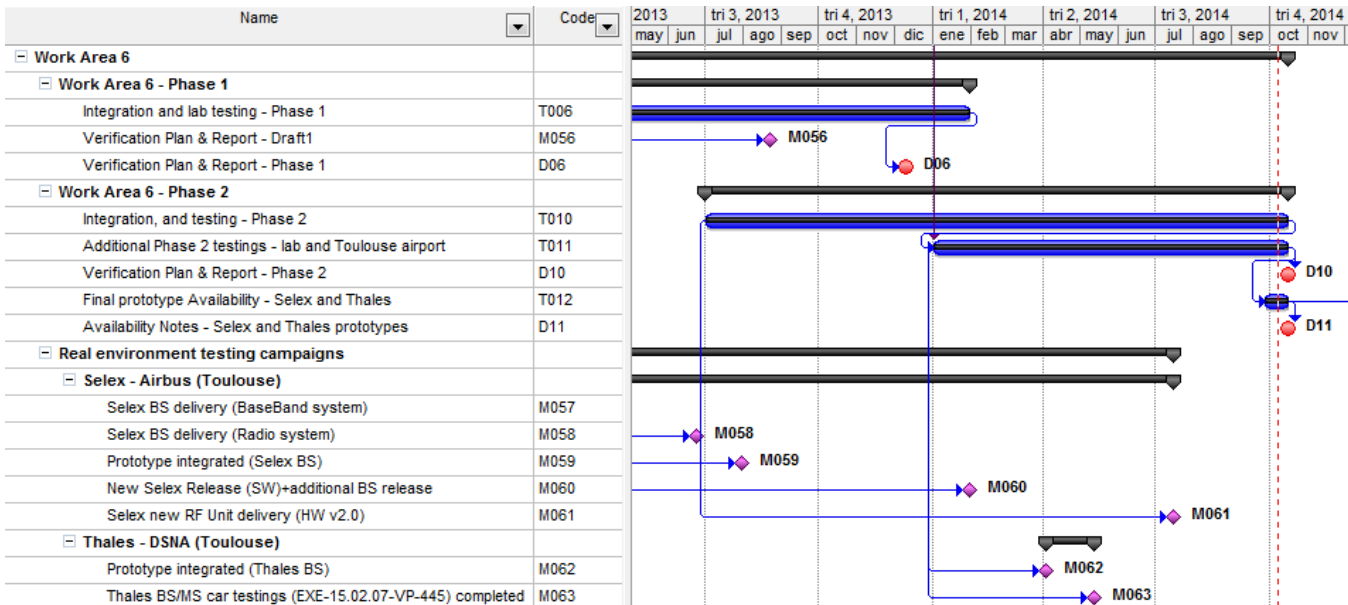 Name Code 2013 tri 3, 2013 tri 4, 2013 tri 1, 2014 tri 2, 2014 tri 3, 2014 tri 4, 2014
may jun jul ago sep oct nov dic ene feb mar abr may jun jul ago sep oct nov
Work Area 6
Work Area 6 - Phase 1
Integration and lab testing - Phase 1 T006
Verification Plan & Report - Draft1 M056 M056
Verification Plan & Report - Phase 1 D06 D06
Work Area 6 - Phase 2
Integration, and testing - Phase 2 T010
Additional Phase 2 testings - lab and Toulouse airport T011
Verification Plan & Report - Phase 2 D10 D10
Final prototype Availability - Selex and Thales T012
Availability Notes - Selex and Thales prototypes D11 D11
Real environment testing campaigns
Selex - Airbus (Toulouse)
Selex BS delivery (BaseBand system) M057
Selex BS delivery (Radio system) M058 M058
Prototype integrated (Selex BS) M059 M059
New Selex Release (SW)+additional BS release M060 M060
Selex new RF Unit delivery (HW v2.0) M061 M061
Thales - DSNA (Toulouse)
Prototype integrated (Thales BS) M062 M062
Thales BS/MS car testings (EXE-15.02.07-VP-445) completed M063 M063